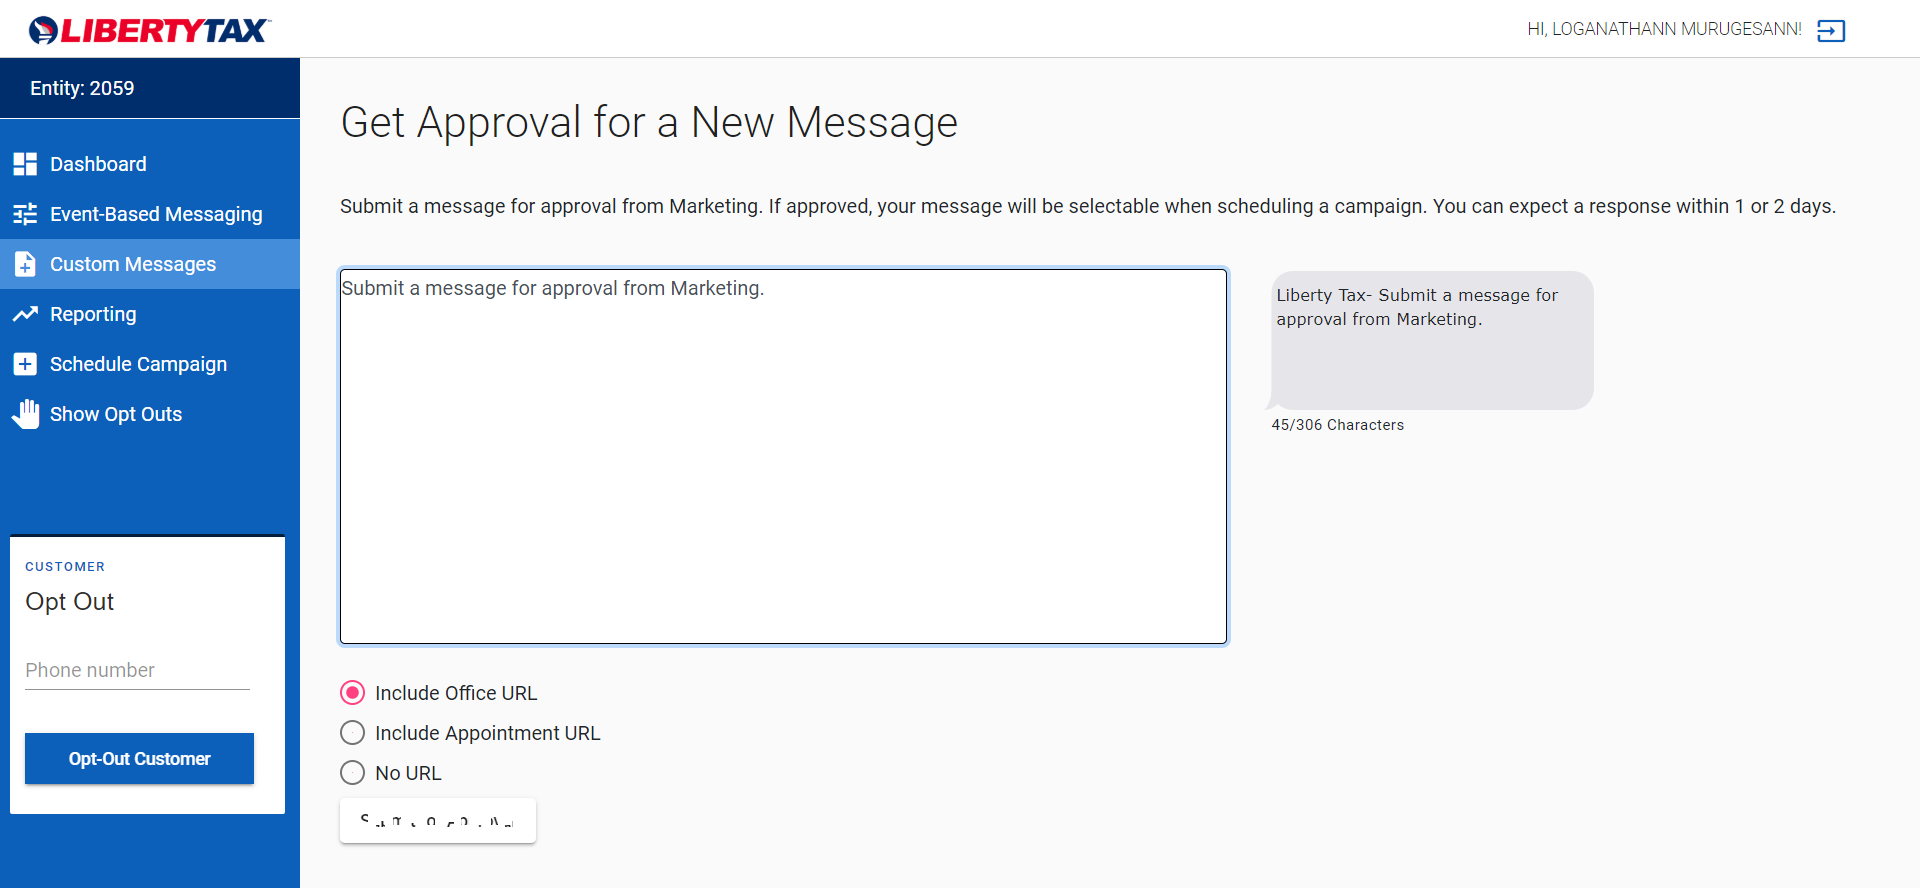 LIBERTYTAX
HI, LOGANATHANN MURUGESANN!
Entity: 2059
Dashboard
Event-Based Messaging
Custom Messages
Reporting
Schedule Campaign
Show Opt Outs
CUSTOMER
Opt Out
Phone number
Opt-Out Customer
Get Approval for a New Message
Submit a message for approval from Marketing. If approved, your message will be selectable when scheduling a campaign. You can expect a response within 1 or 2 days.
Submit a message for approval from Marketing.
Liberty Tax- Submit a message for
approval from Marketing.
45/306 Characters
Include Office URL
Include Appointment URL
No URL